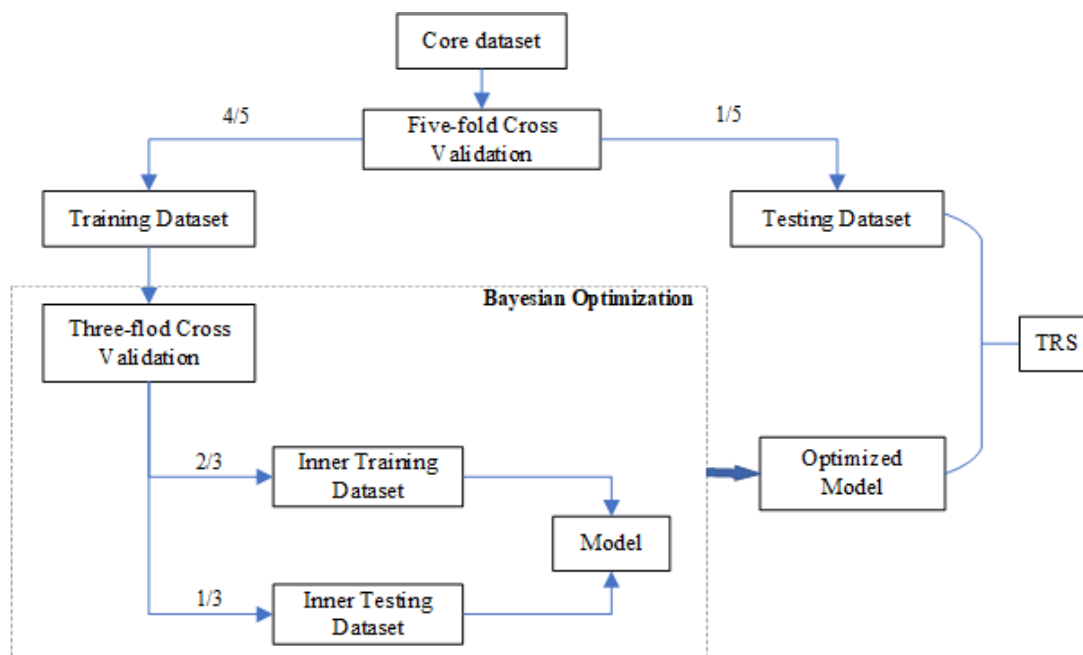 Core dataset
4/5
Five-fold Cross
Validation
1/5
Training Dataset
Testing Dataset
Bayesian Optimization
Three-flod Cross
Validation
TRS
2/3
Inner Training
Dataset
Optimized
Model
Model
1/3
Inner Testing
Dataset